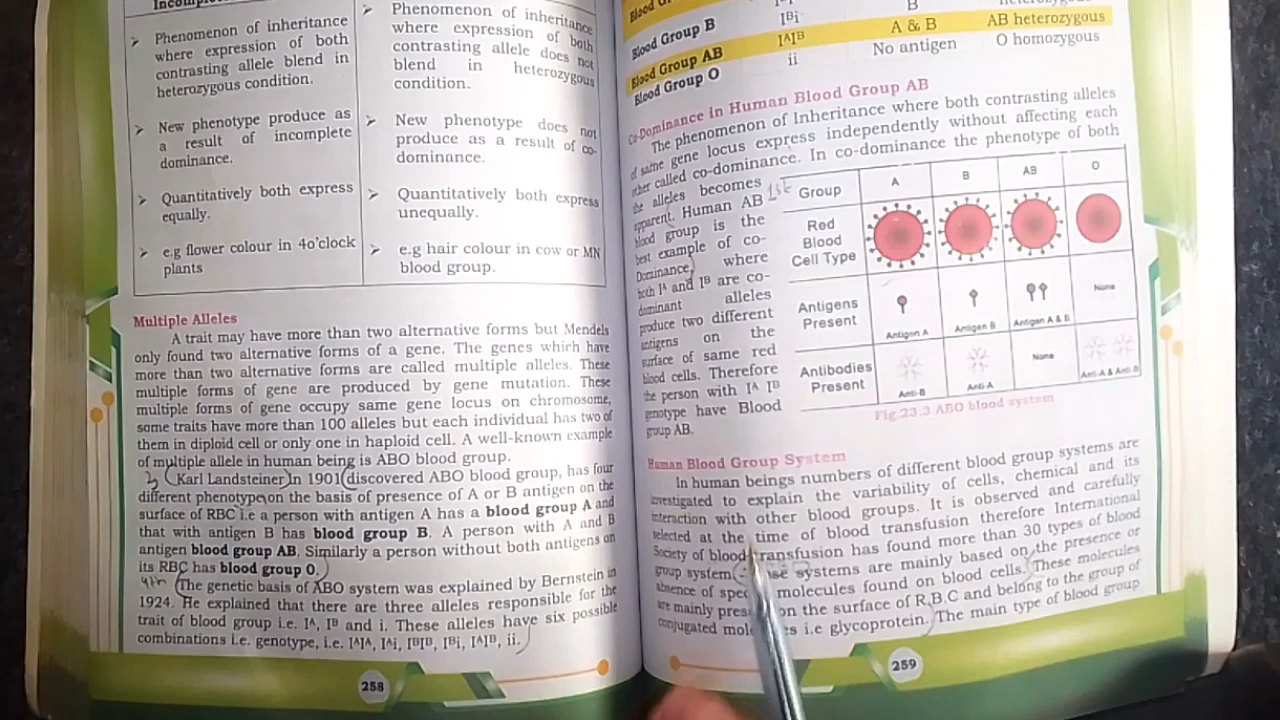 Phenomenon of inheritance
where expression of both
contrasting allele blend in
heterozygous condition.
New phenotype produce as
a result of incomplete
dominance.
Quantitatively both express
equally.
e.g flower colour in 4o'clock
plants
Phenomenon of inheritance
where expression of both
contrasting allele does not
blend in heterozygous
condition.
New phenotype does not
produce as a result of co-
dominance.
Quantitatively both express
unequally.
e.g hair colour in cow or MN
blood group.
Multiple Alleles
A trait may have more than two alternative forms but Mendels
only found two alternative forms of a gene. The genes which have
more than two alternative forms are called multiple alleles. These
multiple forms of gene are produced by gene mutation. These
multiple forms of gene occupy same gene locus on chromosome,
some traits have more than 100 alleles but each individual has two of
them in diploid cell or only one in haploid cell. A well-known example
of multiple allele in human being is ABO blood group.
Karl Landsteiner in 1901 discovered ABO blood group, has four
different phenotype on the basis of presence of A or B antigen on the
surface of RBC i.e a person with antigen A has a blood group A and
that with antigen B has blood group B. A person with A and B
antigen blood group AB. Similarly a person without both antigens on
its RBC has blood group O.
The genetic basis of ABO system was explained by Bernstein in
1924. He explained that there are three alleles responsible for the
trait of blood group i.e. Iᴬ, Iᴮ and i. These alleles have six possible
combinations i.e. genotype, i.e. IᴬIᴬ, Iᴬi, IᴮIᴮ, Iᴮi, IᴬIᴮ, ii.
258
Blood Group B Iᴮi B
Blood Group AB IᴬIᴮ A & B AB heterozygous
Blood Group O ii No antigen O homozygous
Co-Dominance in Human Blood Group AB
The phenomenon of Inheritance where both contrasting alleles
of same gene locus express independently without affecting each
other called co-dominance. In co-dominance the phenotype of both
the alleles becomes
apparent. Human AB
blood group is the
best example of co-
Dominance, where
both Iᴬ and Iᴮ are co-
dominant alleles
produce two different
antigens on the
surface of same red
blood cells. Therefore
the person with Iᴬ Iᴮ
genotype have Blood
group AB.
Group A B AB O
Red
Blood
Cell Type
Antigens
Present
Antigen A
Antigen B
Antigen A & B
None
Antibodies
Present
Anti-B
Anti-A
None
Anti-A & Anti-B
Fig.23.3 ABO blood system
Human Blood Group System
In human beings numbers of different blood group systems are
investigated to explain the variability of cells, chemical and its
interaction with other blood groups. It is observed and carefully
selected at the time of blood transfusion therefore International
Society of blood transfusion has found more than 30 types of blood
group system systems are mainly based on the presence or
absence of molecules found on blood cells. These molecules
are mainly on the surface of R.B.C and belong to the group of
conjugated i.e glycoprotein. The main type of blood group
259